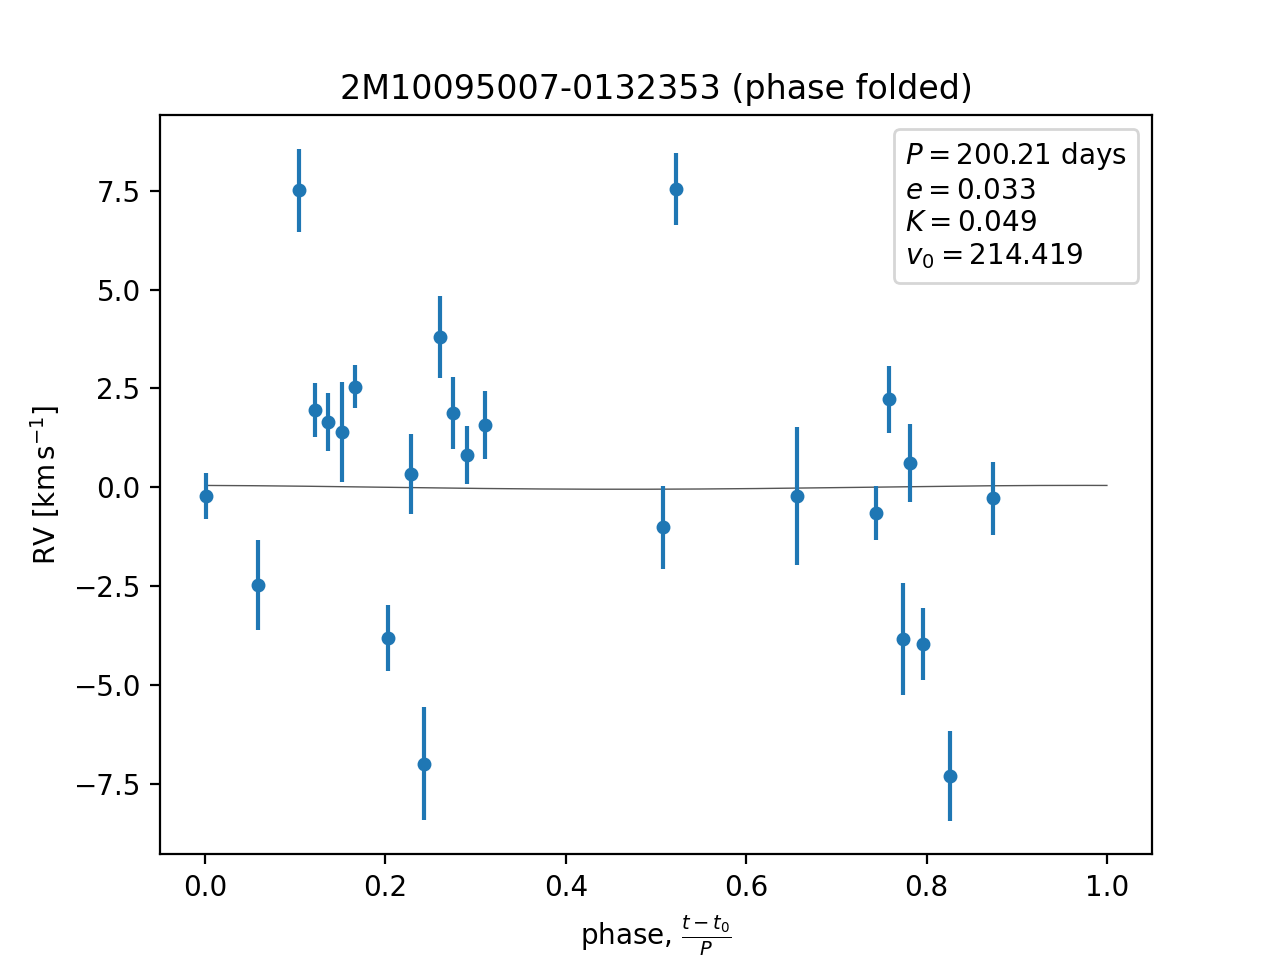 2M10095007-0132353 (phase folded)
P = 200.21 days
e = 0.033
K = 0.049
v₀ = 214.419
7.5
5.0
2.5
0.0
−2.5
−5.0
−7.5
RV [km s⁻¹]
0.0 0.2 0.4 0.6 0.8 1.0
phase, (t − t₀)/P